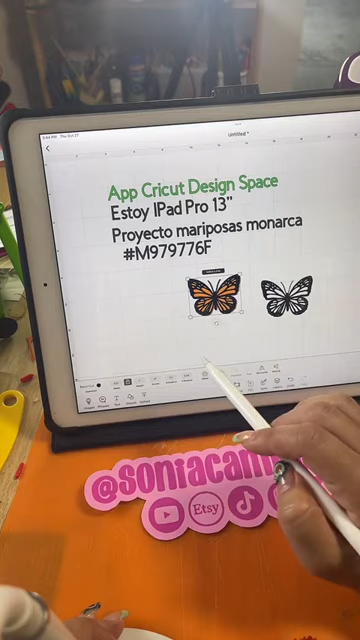 Untitled *
App Cricut Design Space
Estoy IPad Pro 13"
Proyecto mariposas monarca
#M979776F
@soniacam
Etsy